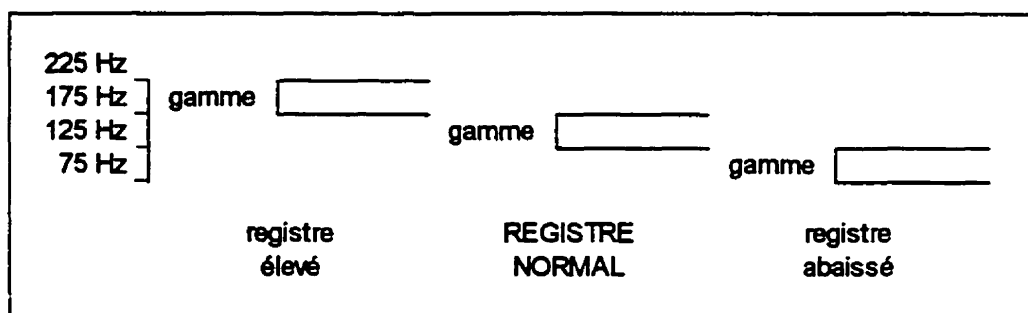 225 Hz
175 Hz gamme
125 Hz gamme
75 Hz gamme
registre REGISTRE registre
élevé NORMAL abaissé